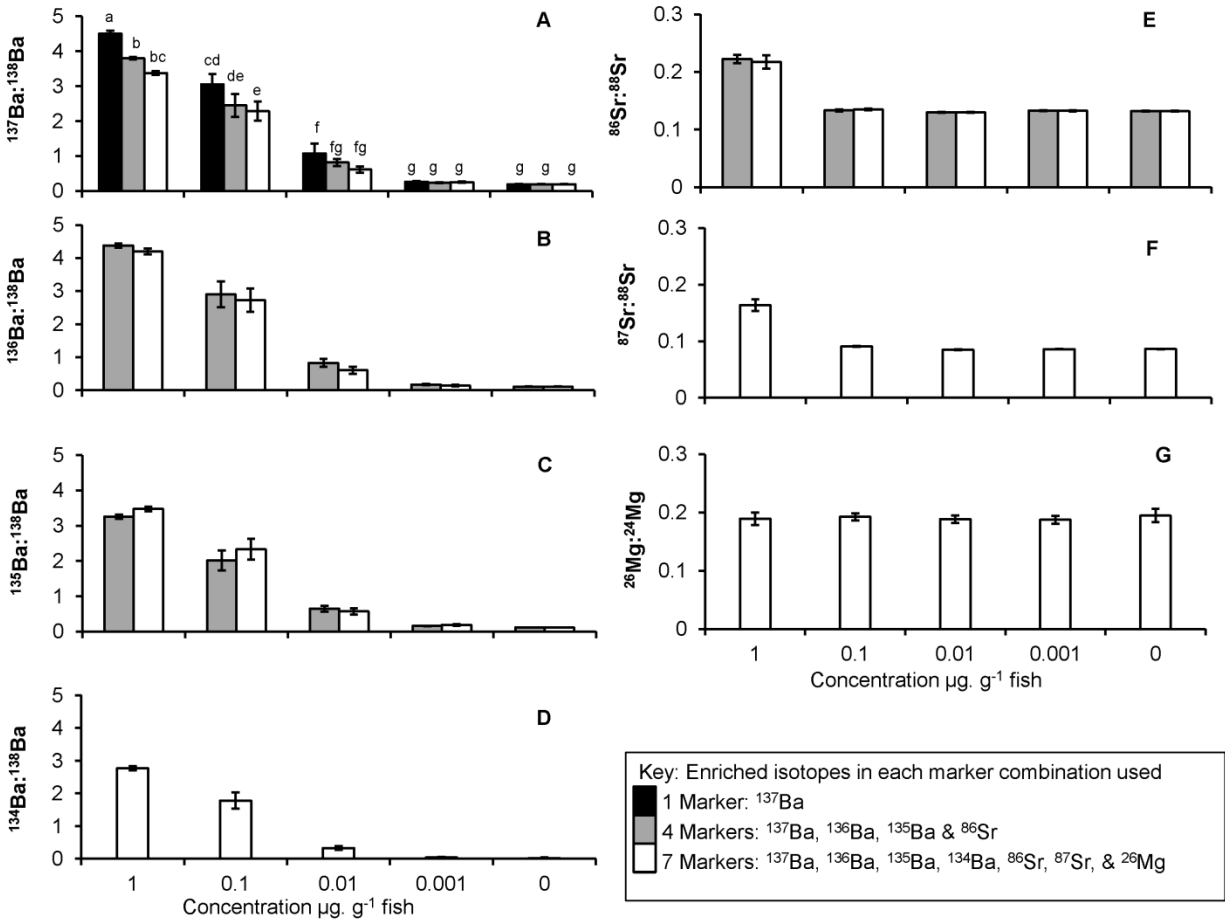 A
¹³⁷Ba:¹³⁸Ba
5
4
3
2
1
0
a
b
bc
cd
de
e
f
fg
fg
g g g
g g g
B
¹³⁶Ba:¹³⁸Ba
5
4
3
2
1
0
C
¹³⁵Ba:¹³⁸Ba
5
4
3
2
1
0
D
¹³⁴Ba:¹³⁸Ba
5
4
3
2
1
0
1 0.1 0.01 0.001 0
Concentration µg. g⁻¹ fish
E
⁸⁶Sr:⁸⁸Sr
0.3
0.2
0.1
0
F
⁸⁷Sr:⁸⁸Sr
0.3
0.2
0.1
0
G
²⁶Mg:²⁴Mg
0.3
0.2
0.1
0
1 0.1 0.01 0.001 0
Concentration µg. g⁻¹ fish
Key: Enriched isotopes in each marker combination used
1 Marker: ¹³⁷Ba
4 Markers: ¹³⁷Ba, ¹³⁶Ba, ¹³⁵Ba & ⁸⁶Sr
7 Markers: ¹³⁷Ba, ¹³⁶Ba, ¹³⁵Ba, ¹³⁴Ba, ⁸⁶Sr, ⁸⁷Sr, & ²⁶Mg